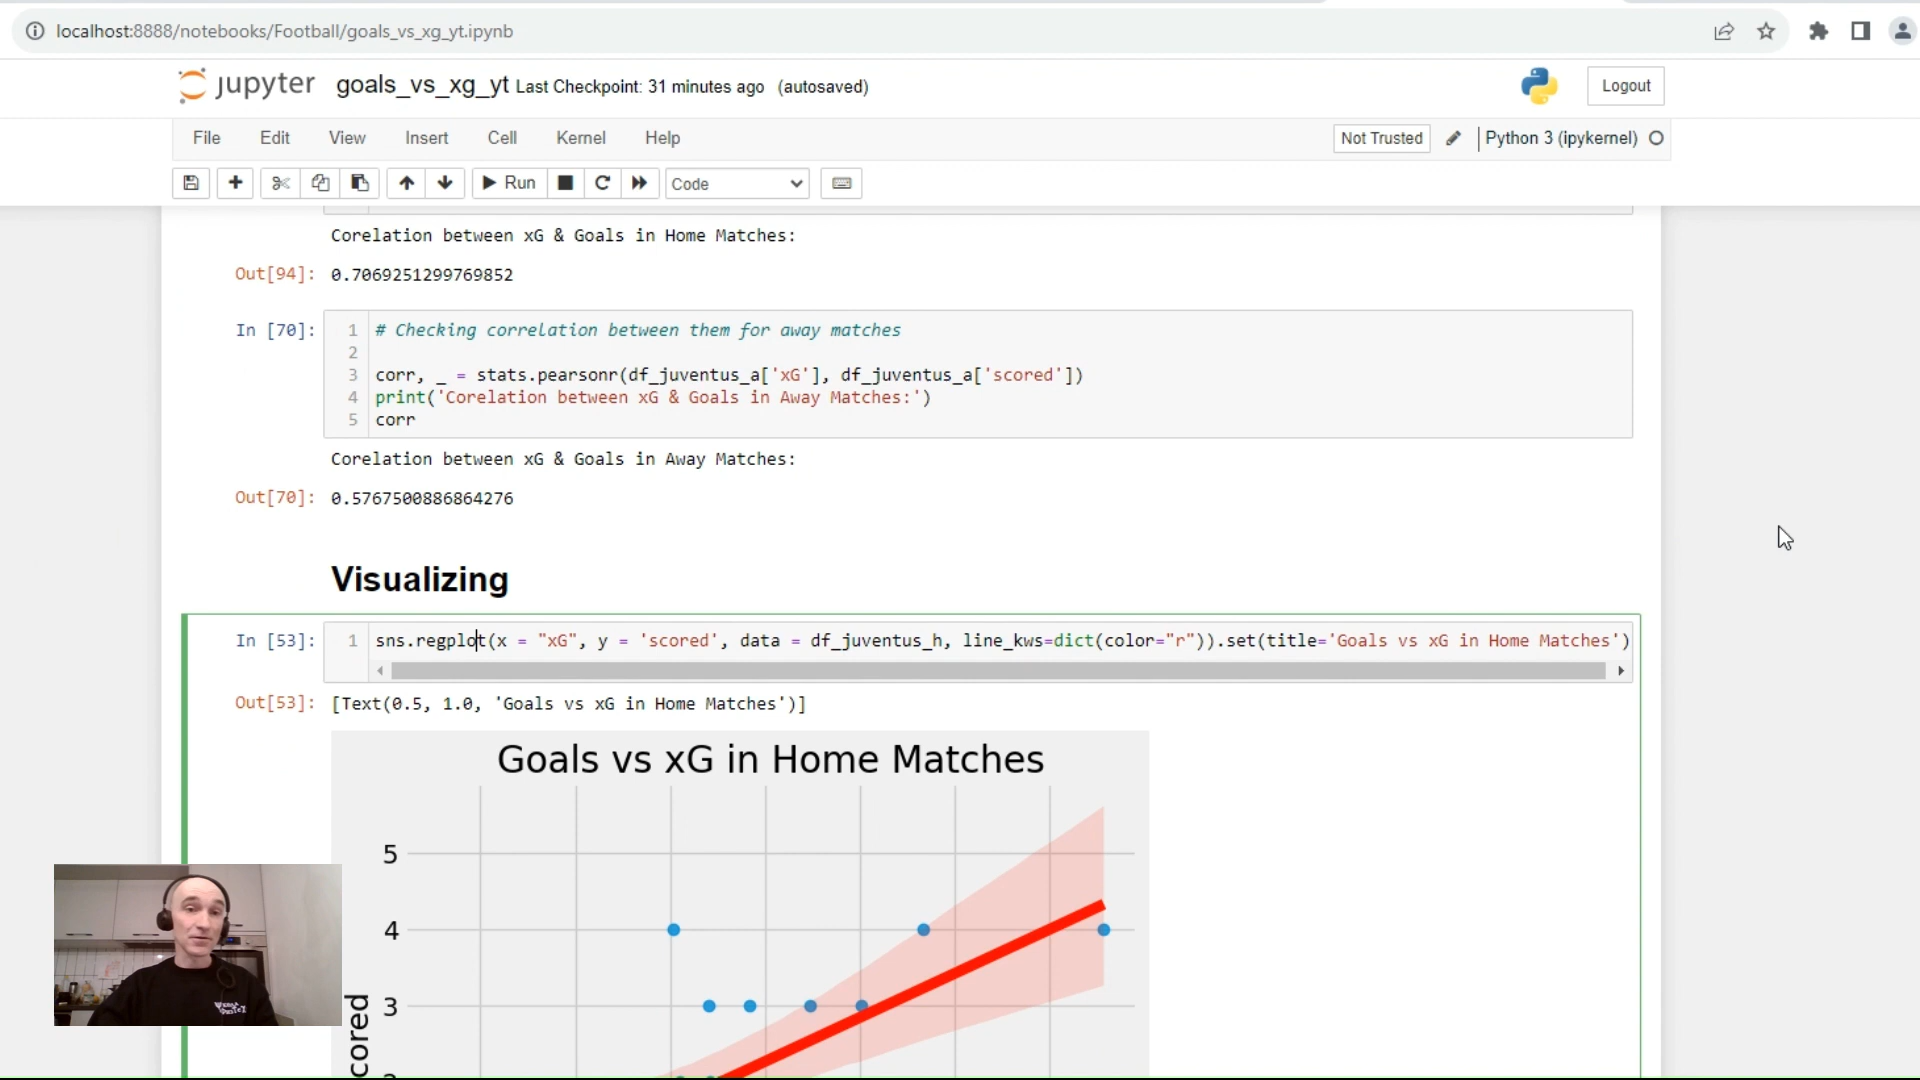 localhost:8888/notebooks/Football/goals_vs_xg_yt.ipynb
jupyter goals_vs_xg_yt Last Checkpoint: 31 minutes ago (autosaved)
Logout
File Edit View Insert Cell Kernel Help
Not Trusted
Python 3 (ipykernel)
Run
Code
Corelation between xG & Goals in Home Matches:
Out[94]: 0.7069251299769852
In [70]:
1 # Checking correlation between them for away matches
2
3 corr, _ = stats.pearsonr(df_juventus_a['xG'], df_juventus_a['scored'])
4 print('Corelation between xG & Goals in Away Matches:')
5 corr
Corelation between xG & Goals in Away Matches:
Out[70]: 0.5767500886864276
Visualizing
In [53]: 1 sns.regplot(x = "xG", y = 'scored', data = df_juventus_h, line_kws=dict(color="r")).set(title='Goals vs xG in Home Matches')
Out[53]: [Text(0.5, 1.0, 'Goals vs xG in Home Matches')]
Goals vs xG in Home Matches
5
4
3
cored